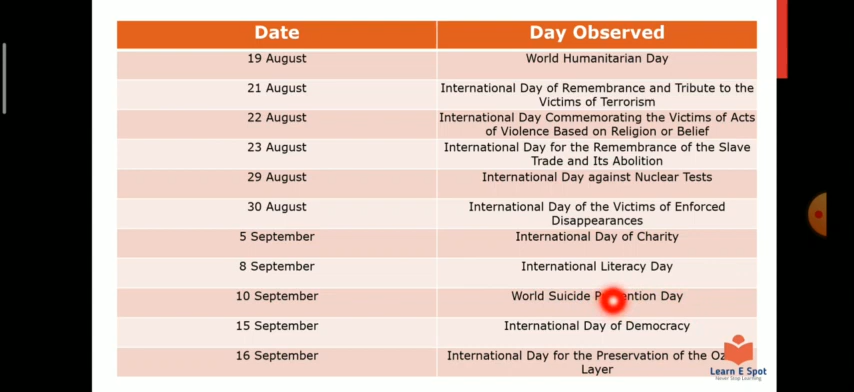 Date Day Observed
19 August World Humanitarian Day
21 August International Day of Remembrance and Tribute to the
Victims of Terrorism
22 August International Day Commemorating the Victims of Acts
of Violence Based on Religion or Belief
23 August International Day for the Remembrance of the Slave
Trade and Its Abolition
29 August International Day against Nuclear Tests
30 August International Day of the Victims of Enforced
Disappearances
5 September International Day of Charity
8 September International Literacy Day
10 September World Suicide Day
15 September International Day of Democracy
16 September International Day for the Preservation of the
Layer
Learn E Spot
Never Stop Learning